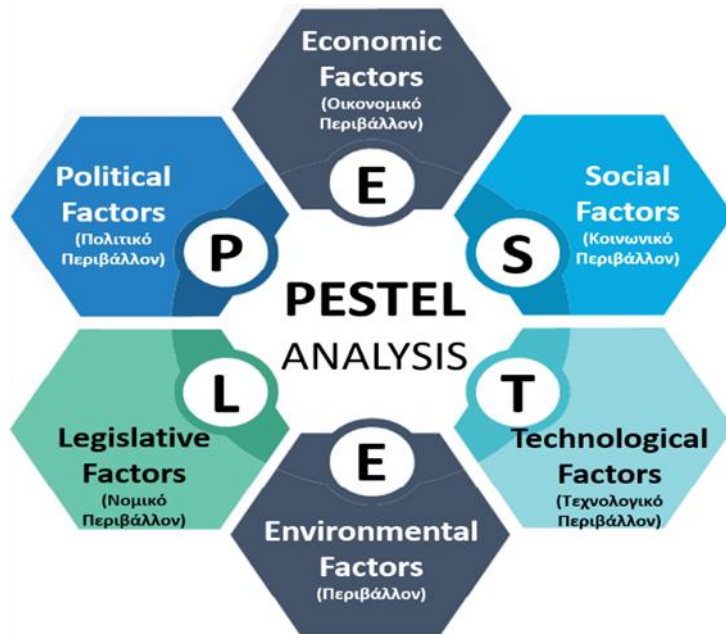 Economic
Factors
(Οικονομικό
Περιβάλλον)
E
Political
Factors
(Πολιτικό
Περιβάλλον)
P
Social
Factors
(Κοινωνικό
Περιβάλλον)
S
PESTEL
ANALYSIS
L
Legislative
Factors
(Νομικό
Περιβάλλον)
T
Technological
Factors
(Τεχνολογικό
Περιβάλλον)
E
Environmental
Factors
(Περιβάλλον)